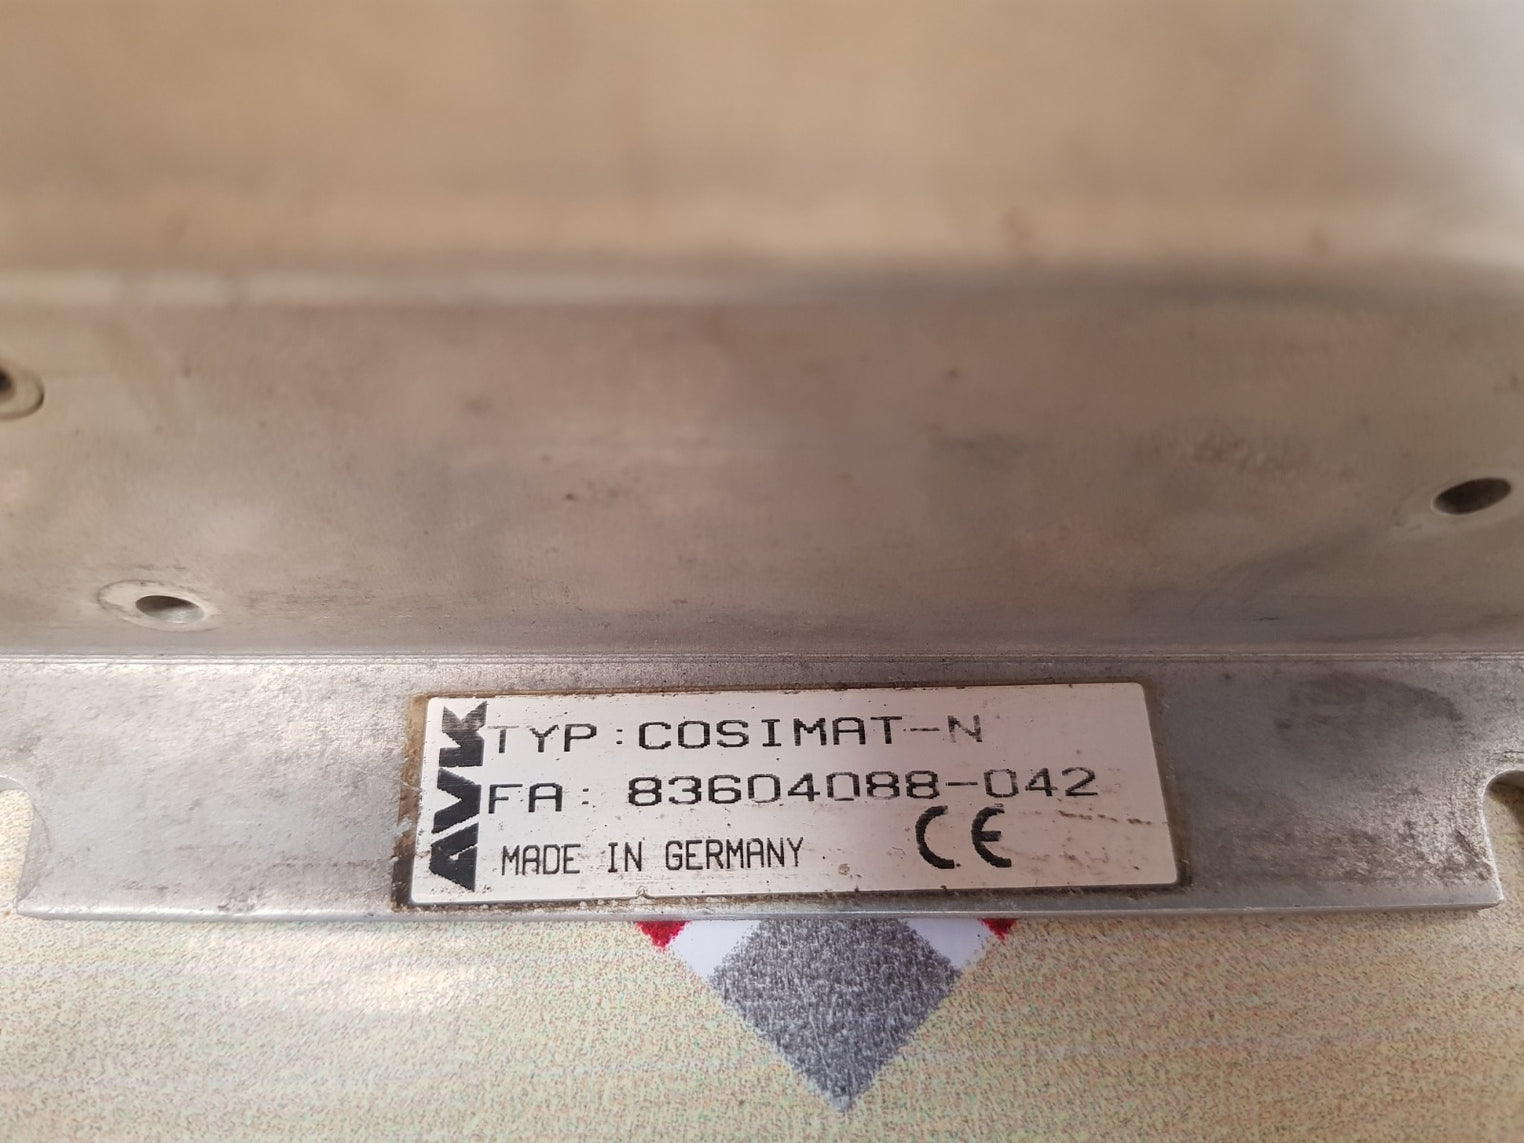 AVK
TYP:COSIMAT-N
FA: 83604088-042
MADE IN GERMANY CE